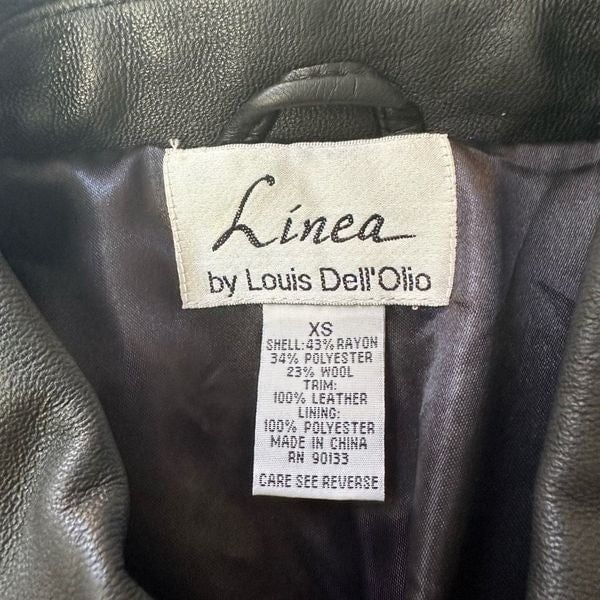 Linea
by Louis Dell'Olio
XS
SHELL:43% RAYON
34% POLYESTER
23% WOOL
TRIM:
100% LEATHER
LINING:
100% POLYESTER
MADE IN CHINA
RN 90133
CARE SEE REVERSE